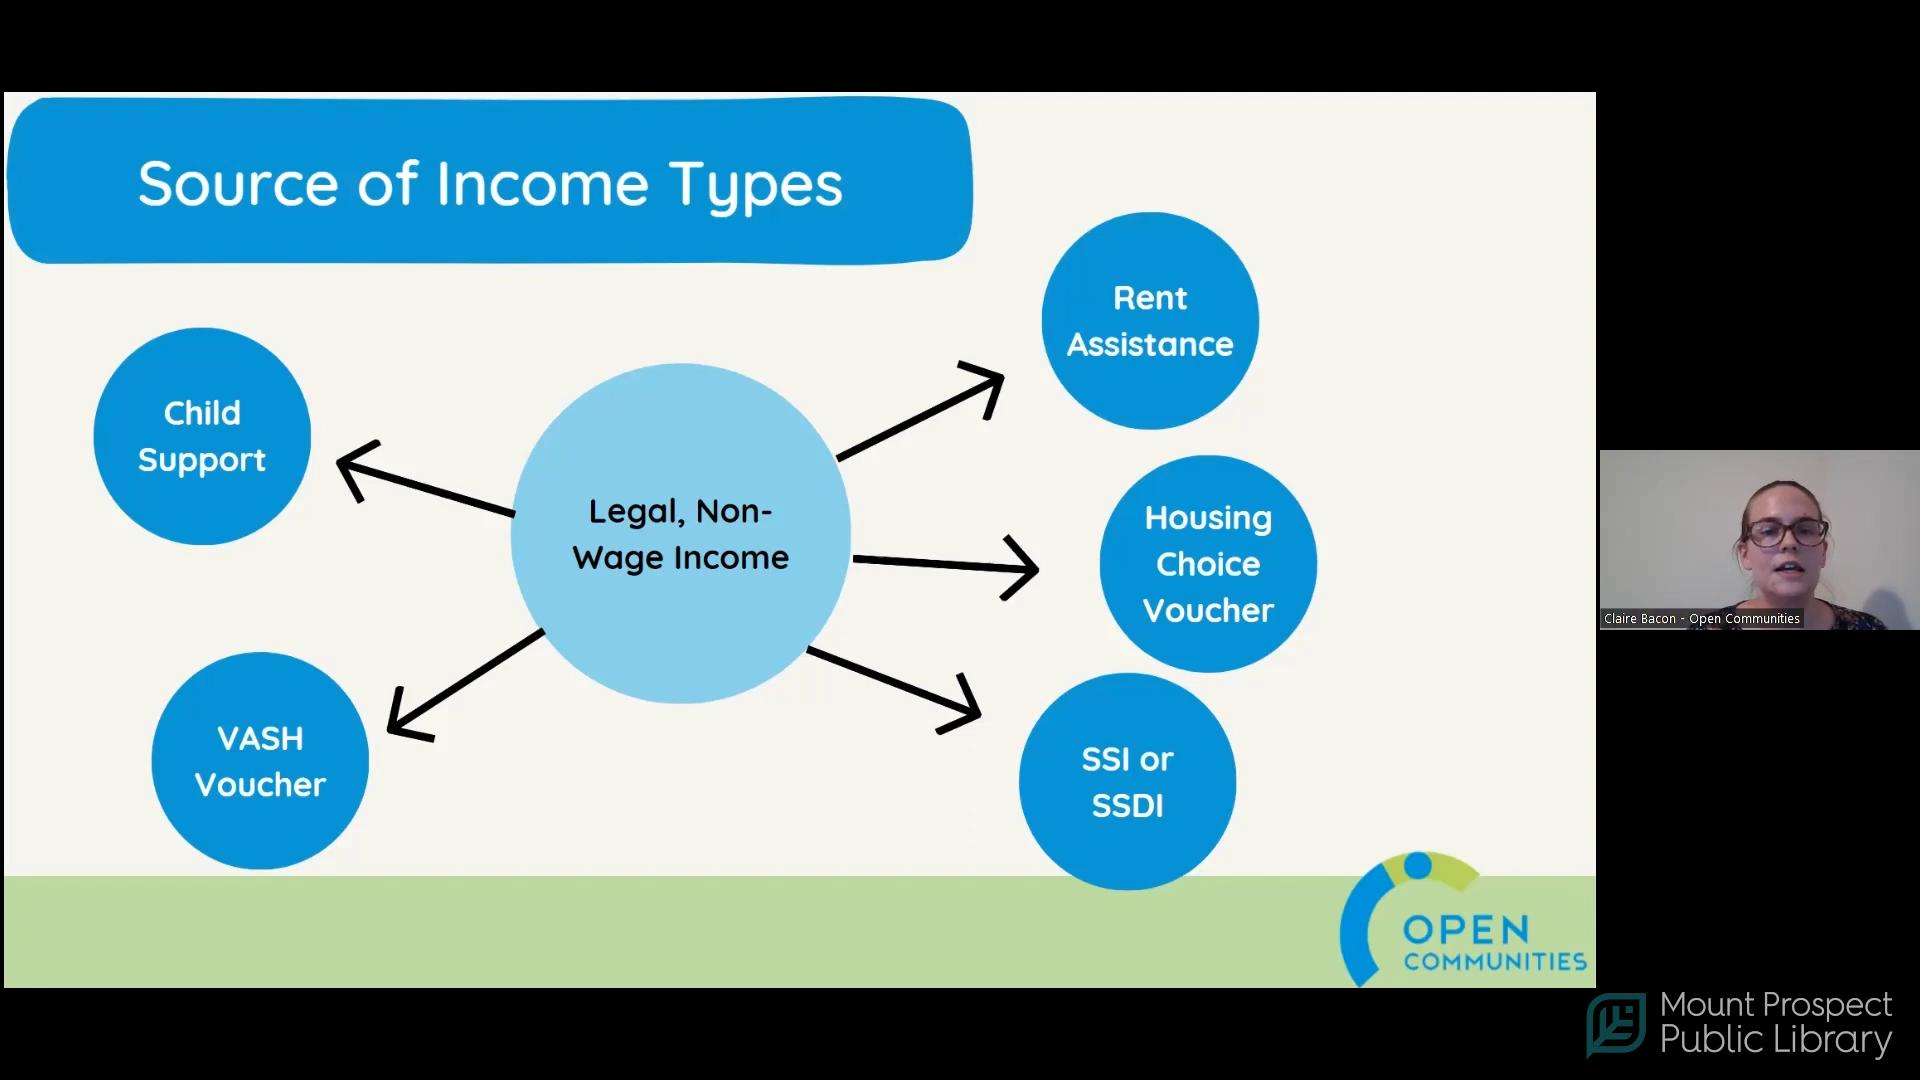 Source of Income Types
Child
Support
VASH
Voucher
Legal, Non-
Wage Income
Rent
Assistance
Housing
Choice
Voucher
SSI or
SSDI
OPEN
COMMUNITIES
Claire Bacon - Open Communities
Mount Prospect
Public Library